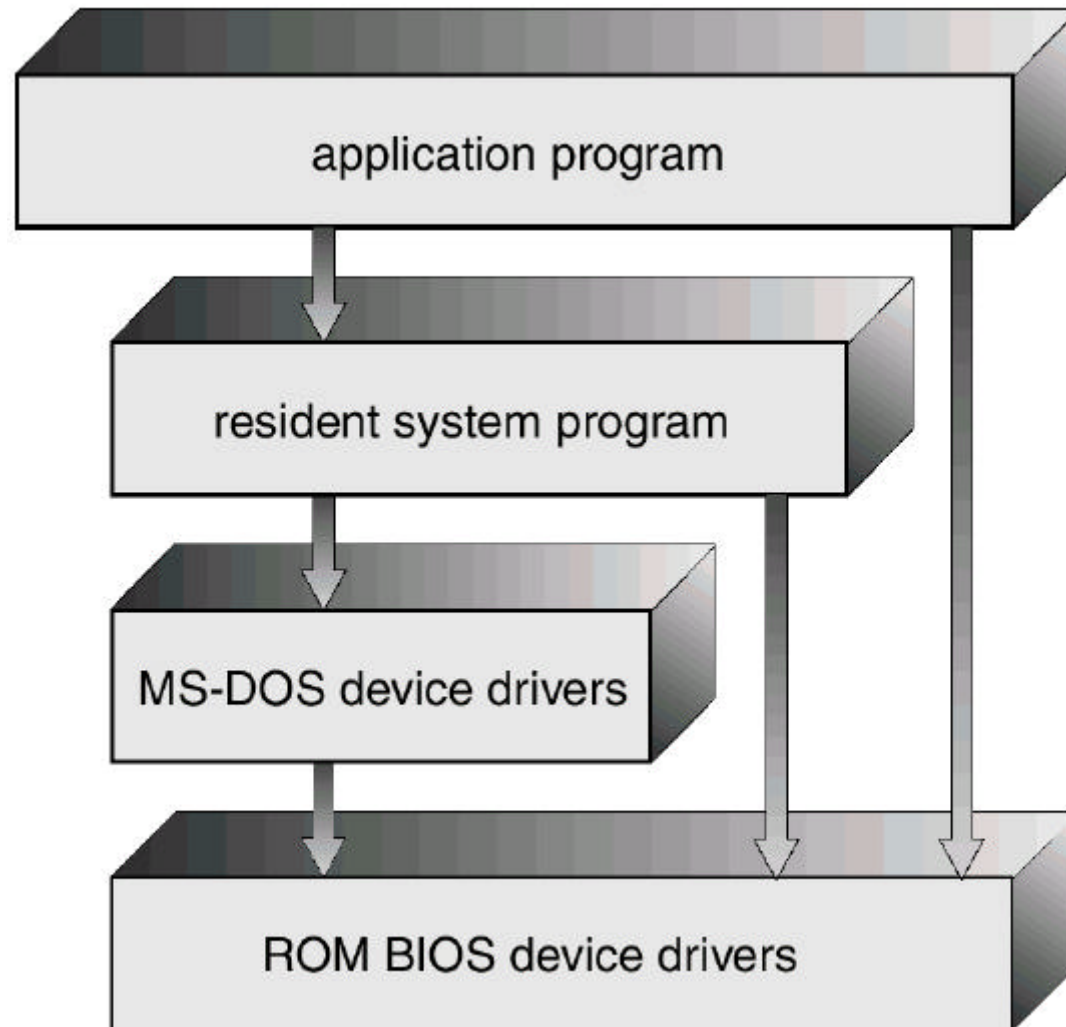 application program
resident system program
MS-DOS device drivers
ROM BIOS device drivers